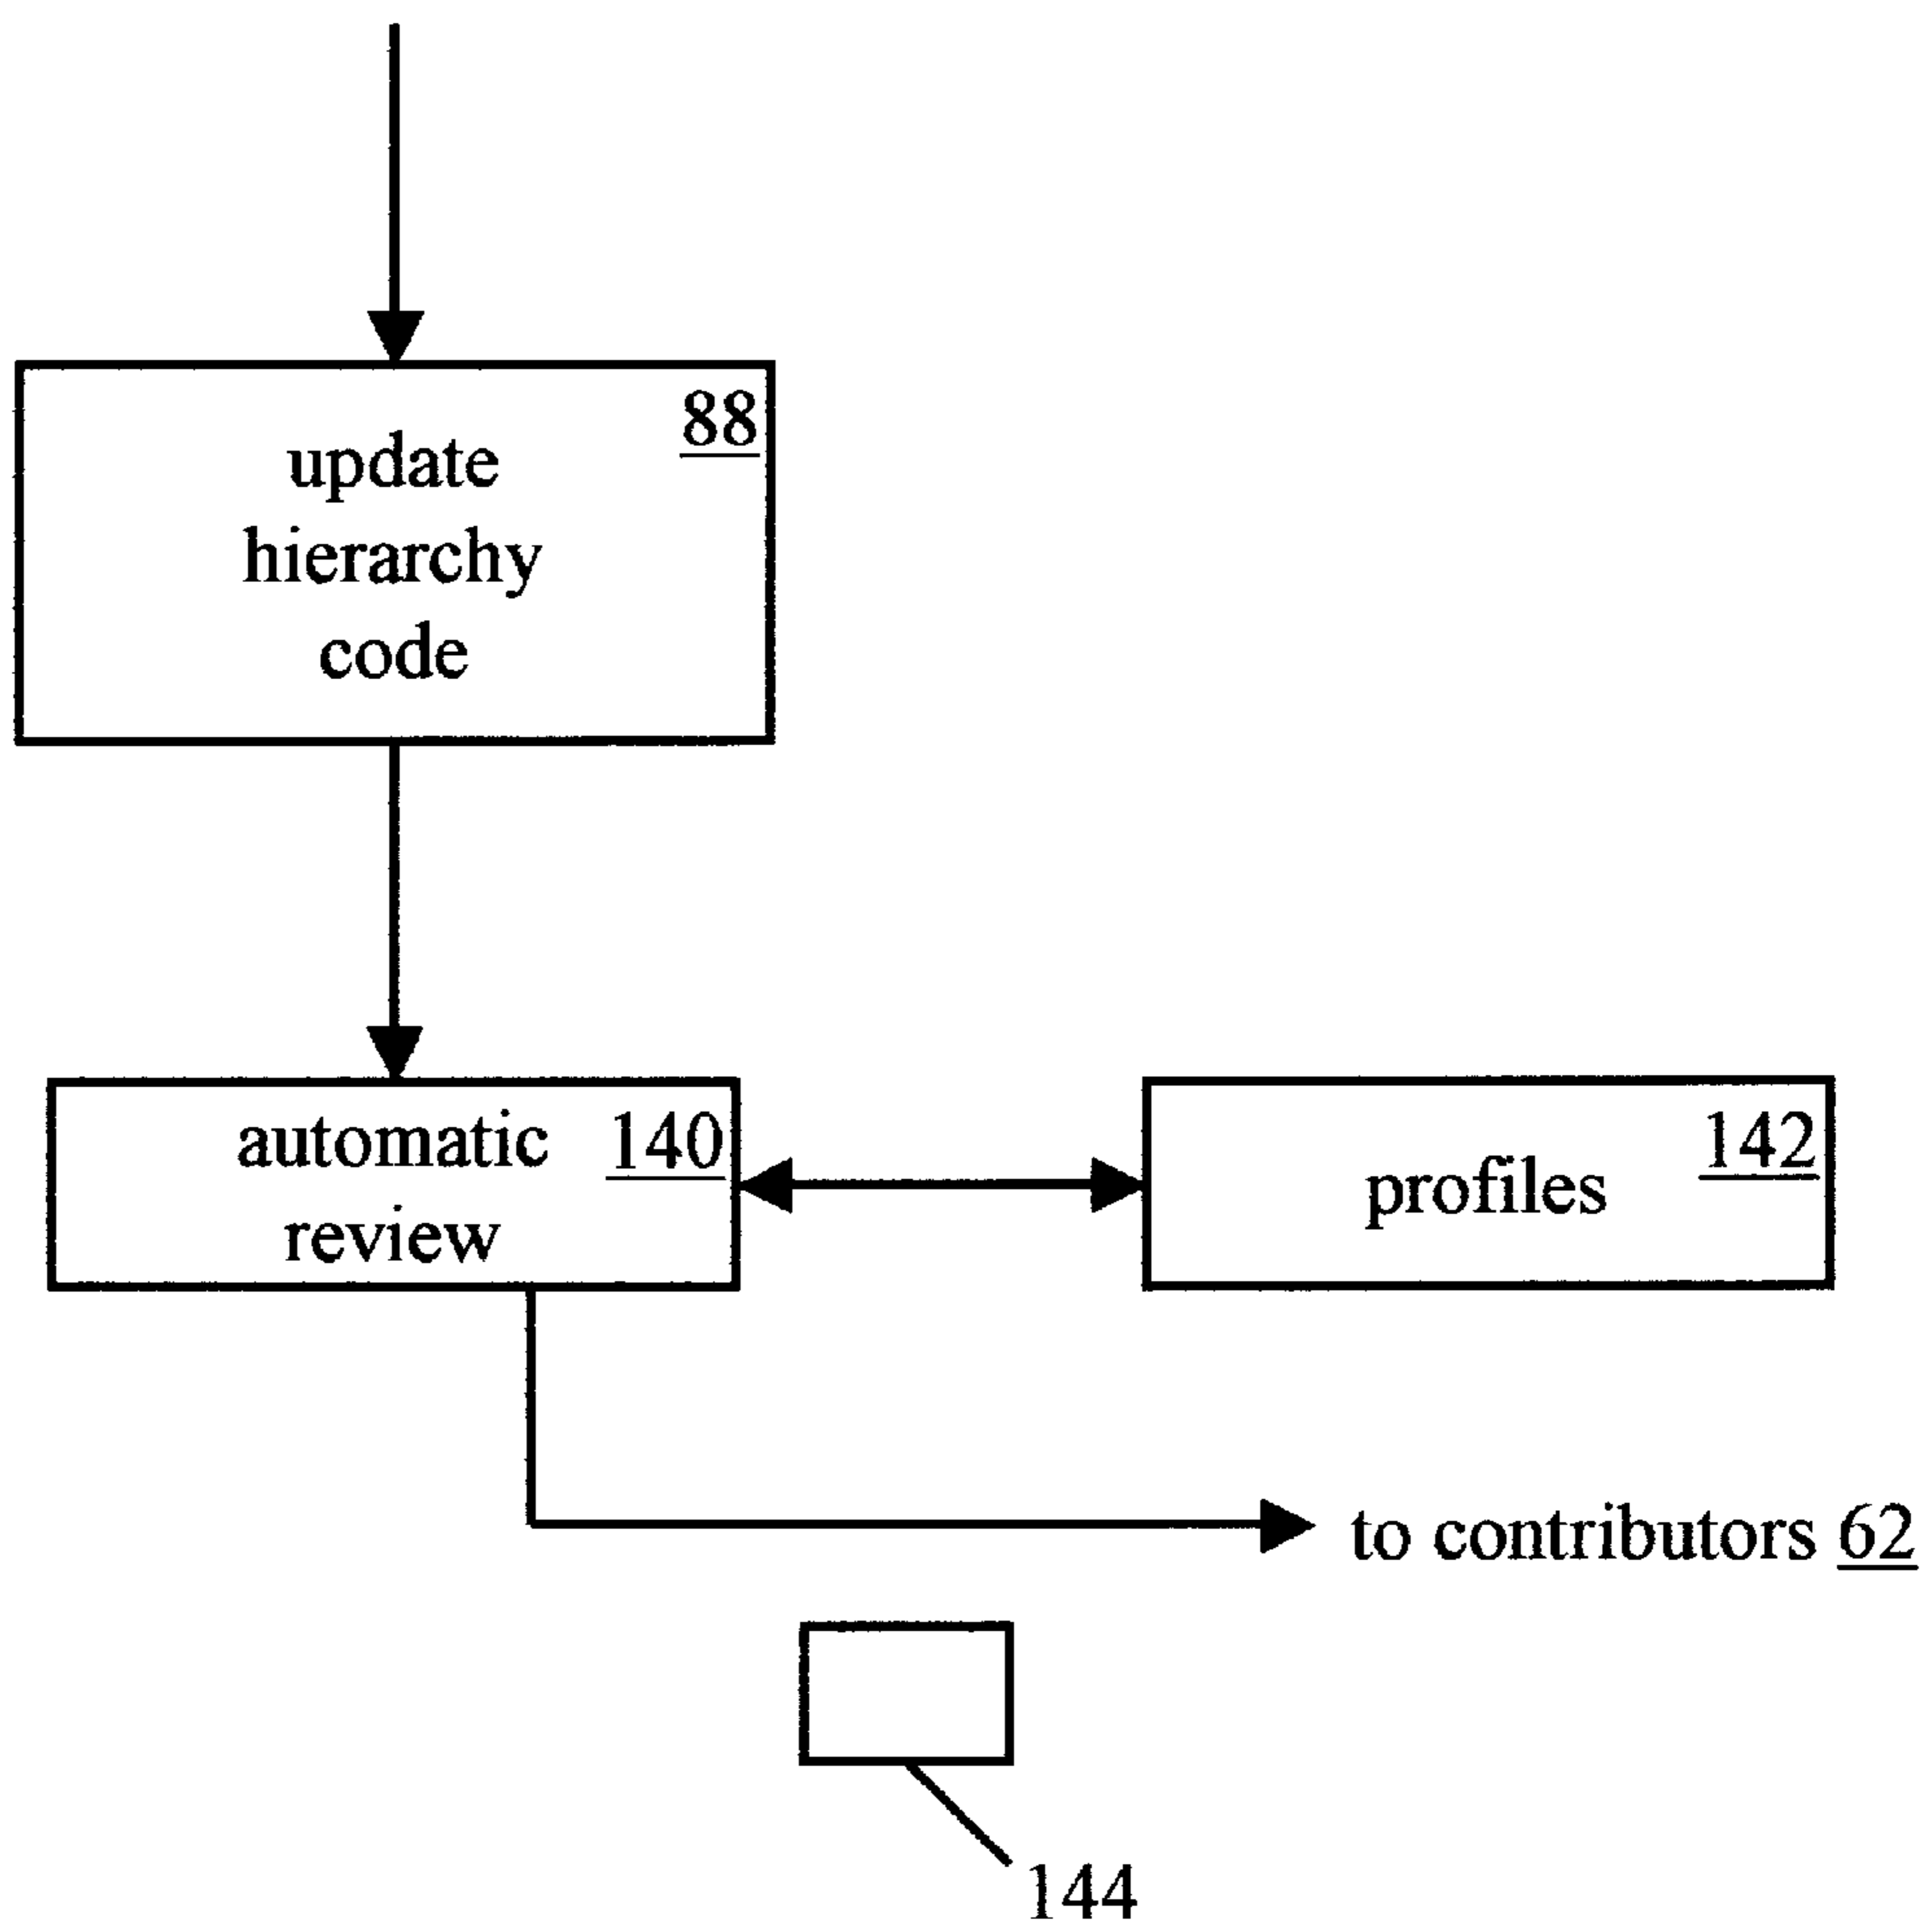 88
update
hierarchy
code
automatic 140
review
142
profiles
to contributors 62
144